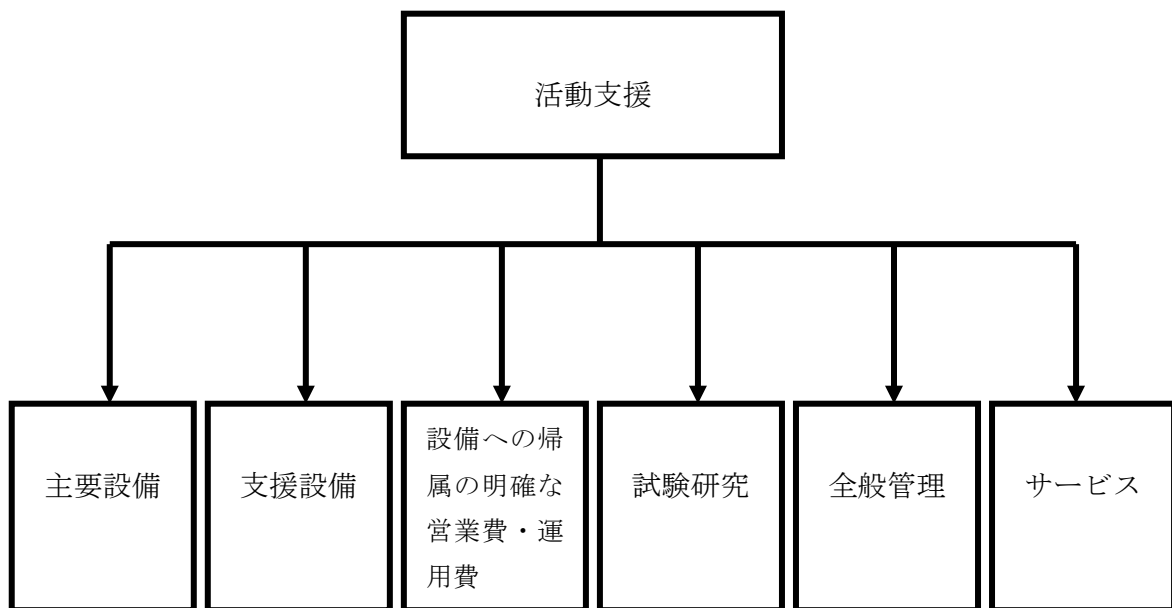 活動支援
主要設備
支援設備
設備への帰
属の明確な
営業費・運
用費
試験研究
全般管理
サービス